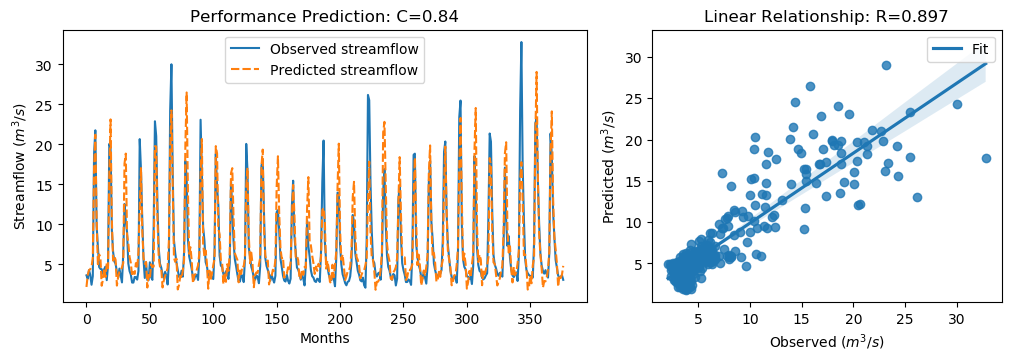 Performance Prediction: C=0.84
Observed streamflow
Predicted streamflow
Streamflow (m³/s)
30
25
20
15
10
5
0
50
100
150
200
250
300
350
Months
Linear Relationship: R=0.897
Fit
Predicted (m³/s)
30
25
20
15
10
5
5
10
15
20
25
30
Observed (m³/s)